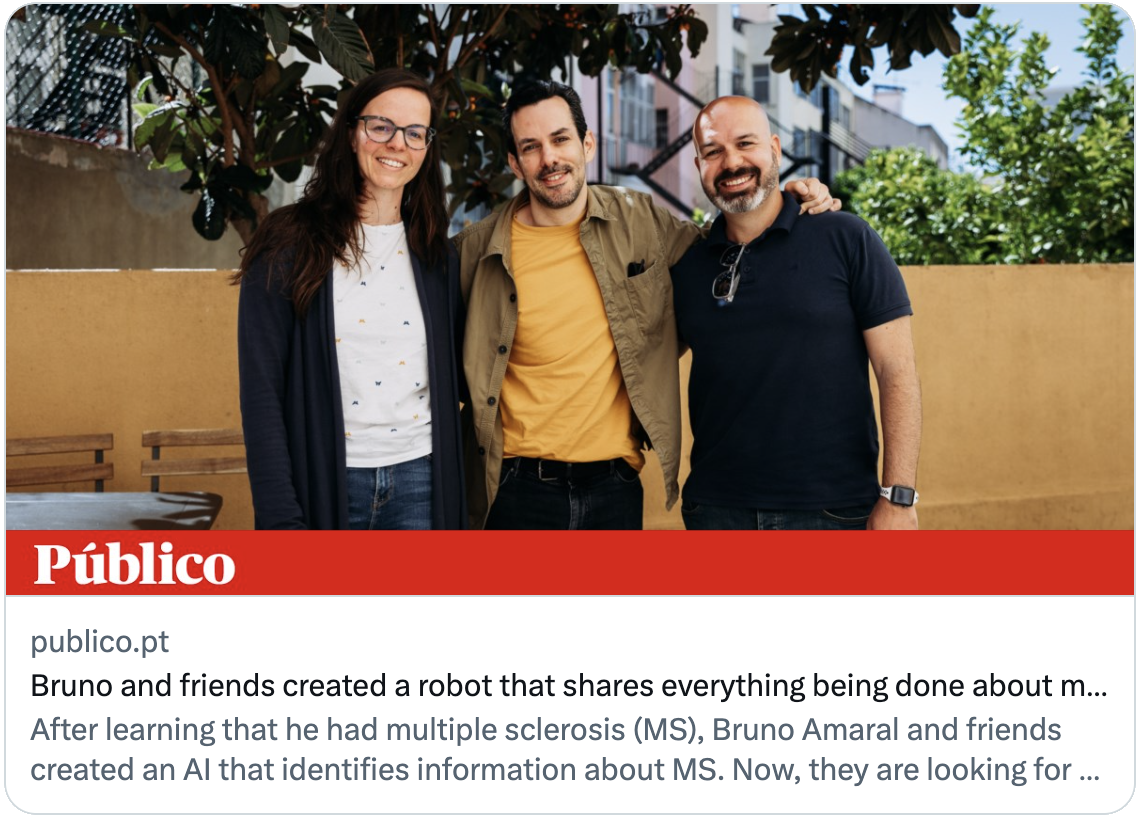 Público
publico.pt
Bruno and friends created a robot that shares everything being done about m...
After learning that he had multiple sclerosis (MS), Bruno Amaral and friends
created an AI that identifies information about MS. Now, they are looking for ...